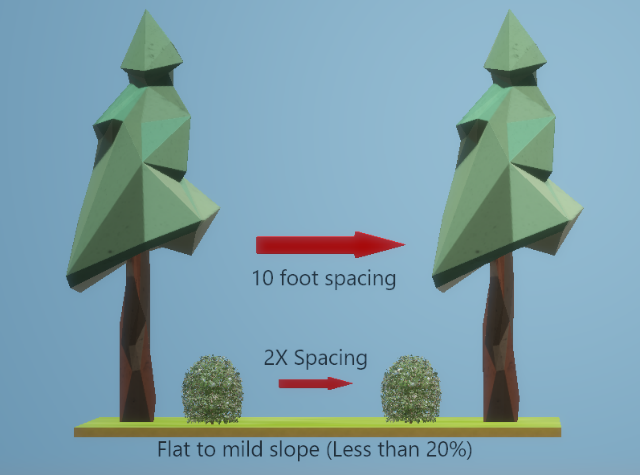 10 foot spacing
2X Spacing
Flat to mild slope (Less than 20%)